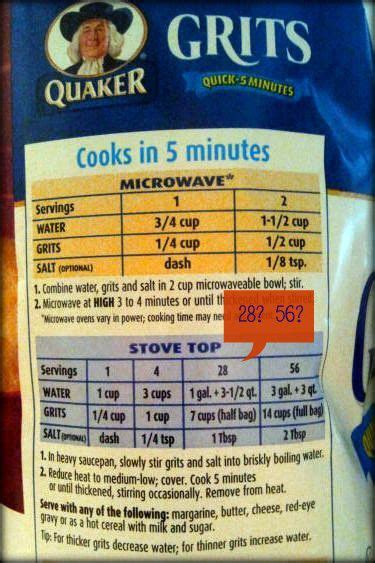 QUAKER
GRITS
QUICK-5 MINUTES
Cooks in 5 minutes
MICROWAVE*
Servings 1 2
WATER 3/4 cup 1-1/2 cup
GRITS 1/4 cup 1/2 cup
SALT (OPTIONAL) dash 1/8 tsp.
1. Combine water, grits and salt in 2 cup microwaveable bowl; stir.
2. Microwave at HIGH 3 to 4 minutes or until thickened when stirred.
*Microwave ovens vary in power; cooking time may need
28? 56?
STOVE TOP
Servings 1 4 28 56
WATER 1 cup 3 cups 1 gal. + 3-1/2 qt. 3 gal. + 3 qt.
GRITS 1/4 cup 1 cup 7 cups (half bag) 14 cups (full bag)
SALT (OPTIONAL) dash 1/4 tsp 1 Tbsp 2 Tbsp
1. In heavy saucepan, slowly stir grits and salt into briskly boiling water.
2. Reduce heat to medium-low; cover. Cook 5 minutes
or until thickened, stirring occasionally. Remove from heat.
Serve with any of the following: margarine, butter, cheese, red-eye
gravy or as a hot cereal with milk and sugar.
Tip: For thicker grits decrease water; for thinner grits increase water.